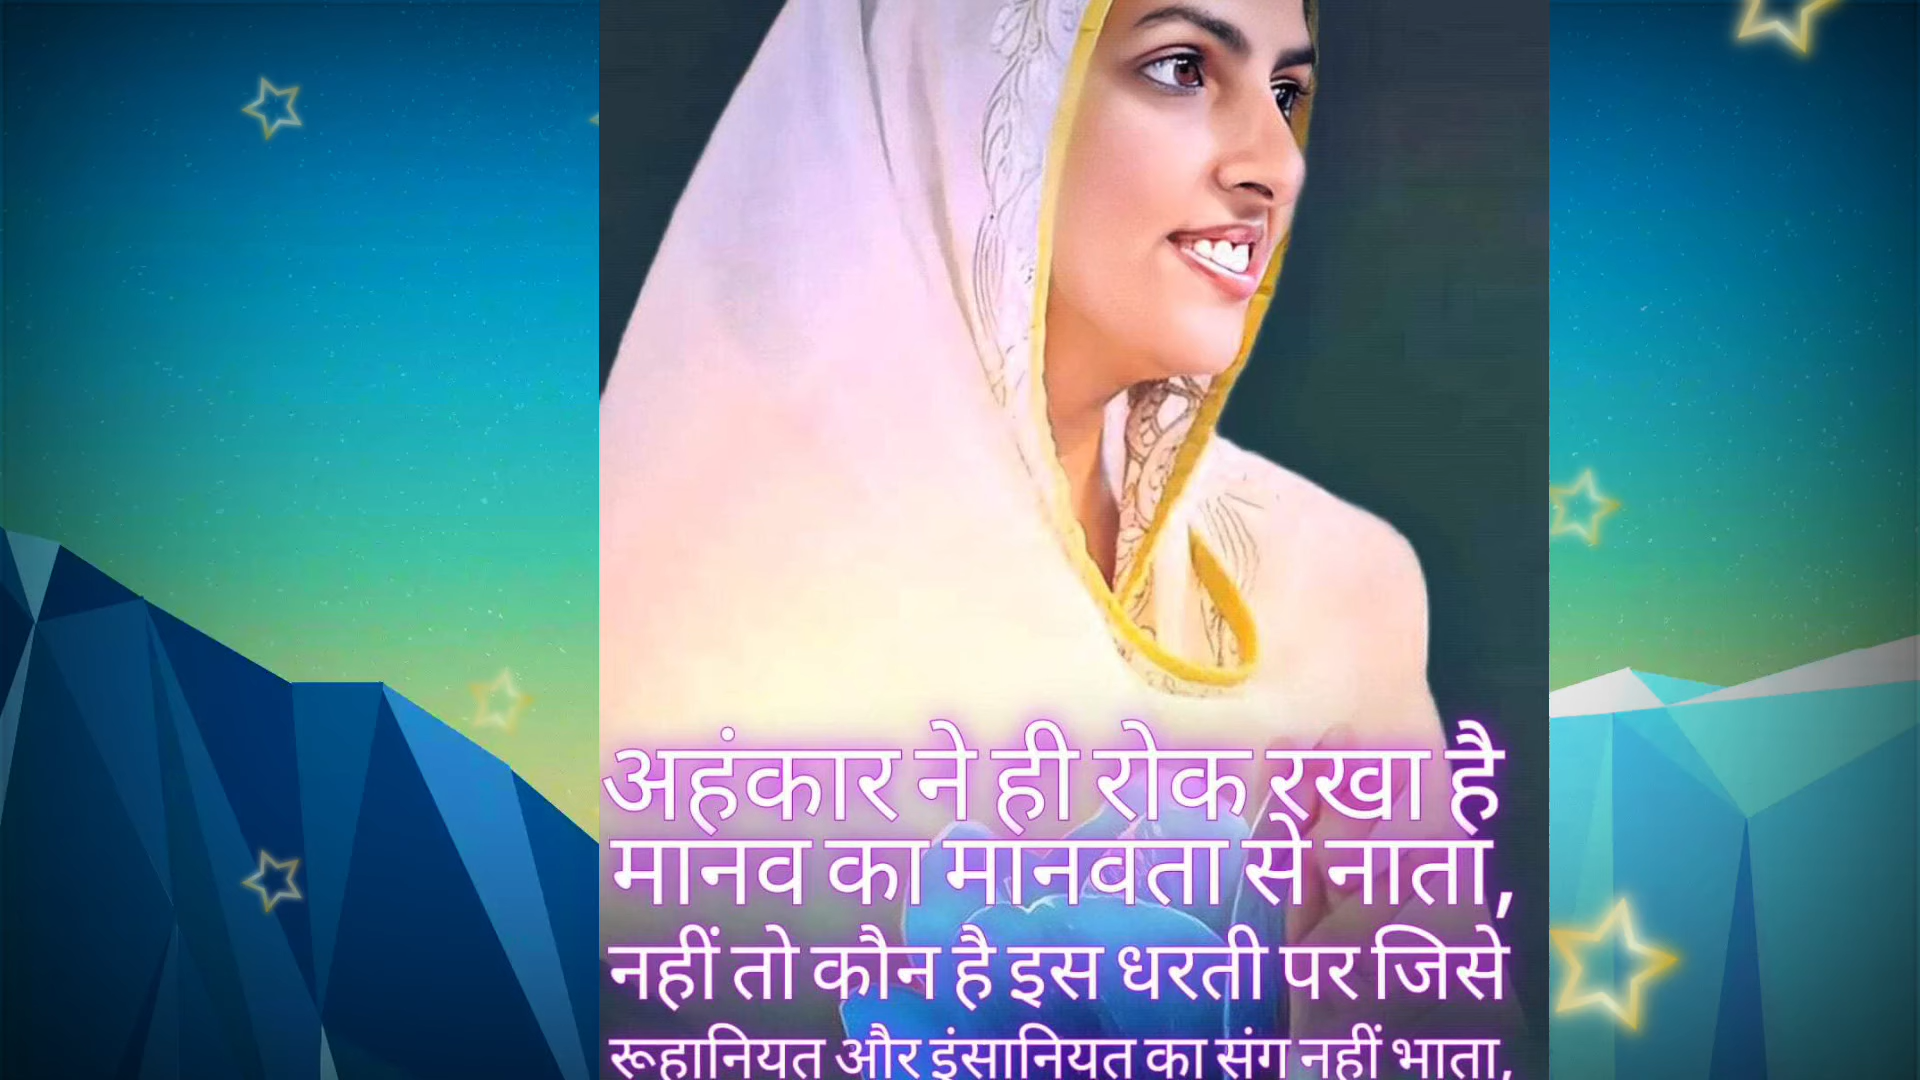 अहंकार ने ही रोक रखा है
मानव का मानवता से नाता,
नहीं तो कौन है इस धरती पर जिसे
रूहानियत और इंसानियत का संग नहीं भाता,